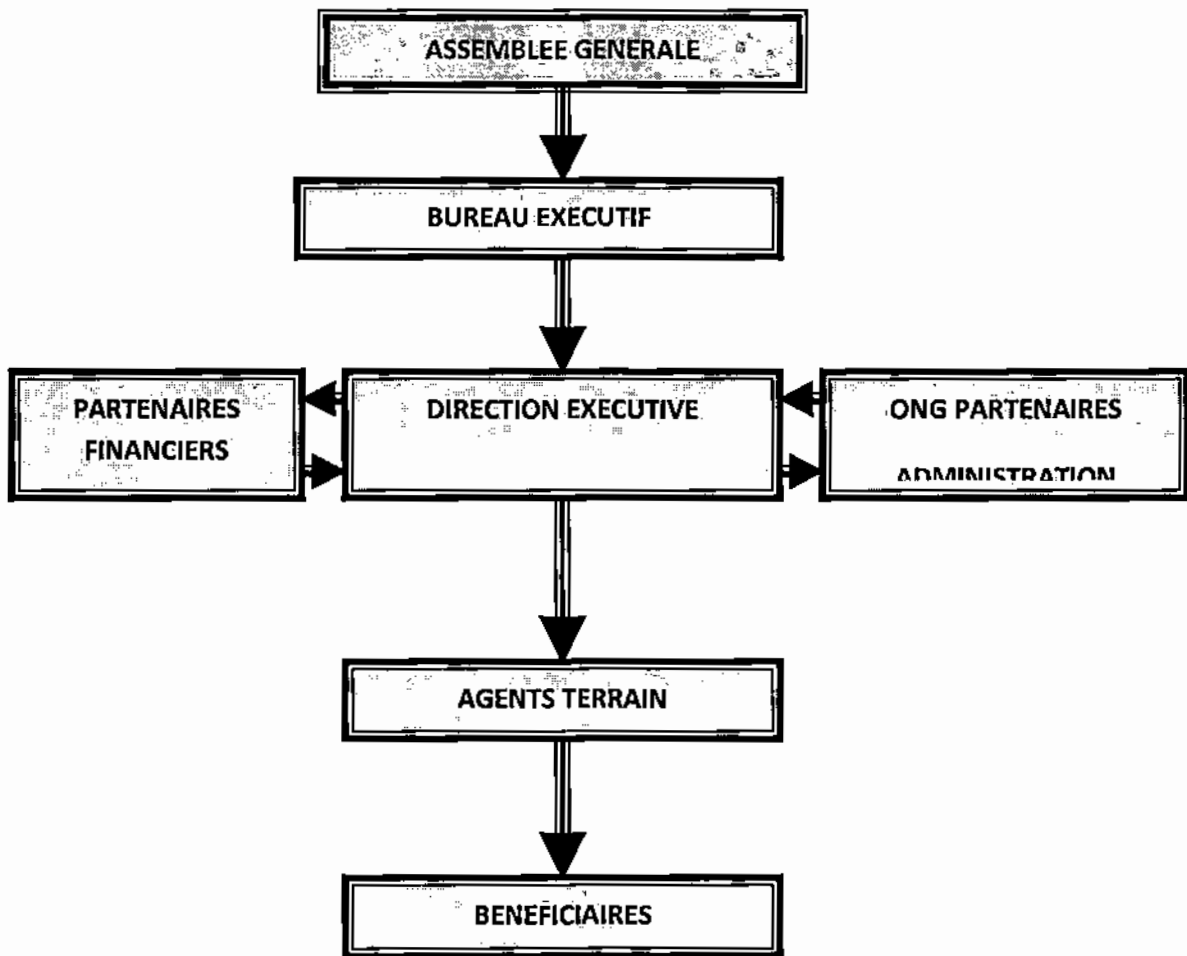 ASSEMBLEE GENERALE
BUREAU EXECUTIF
PARTENAIRES
FINANCIERS
DIRECTION EXECUTIVE
ONG PARTENAIRES
ADMINISTRATION
AGENTS TERRAIN
BENEFICIAIRES